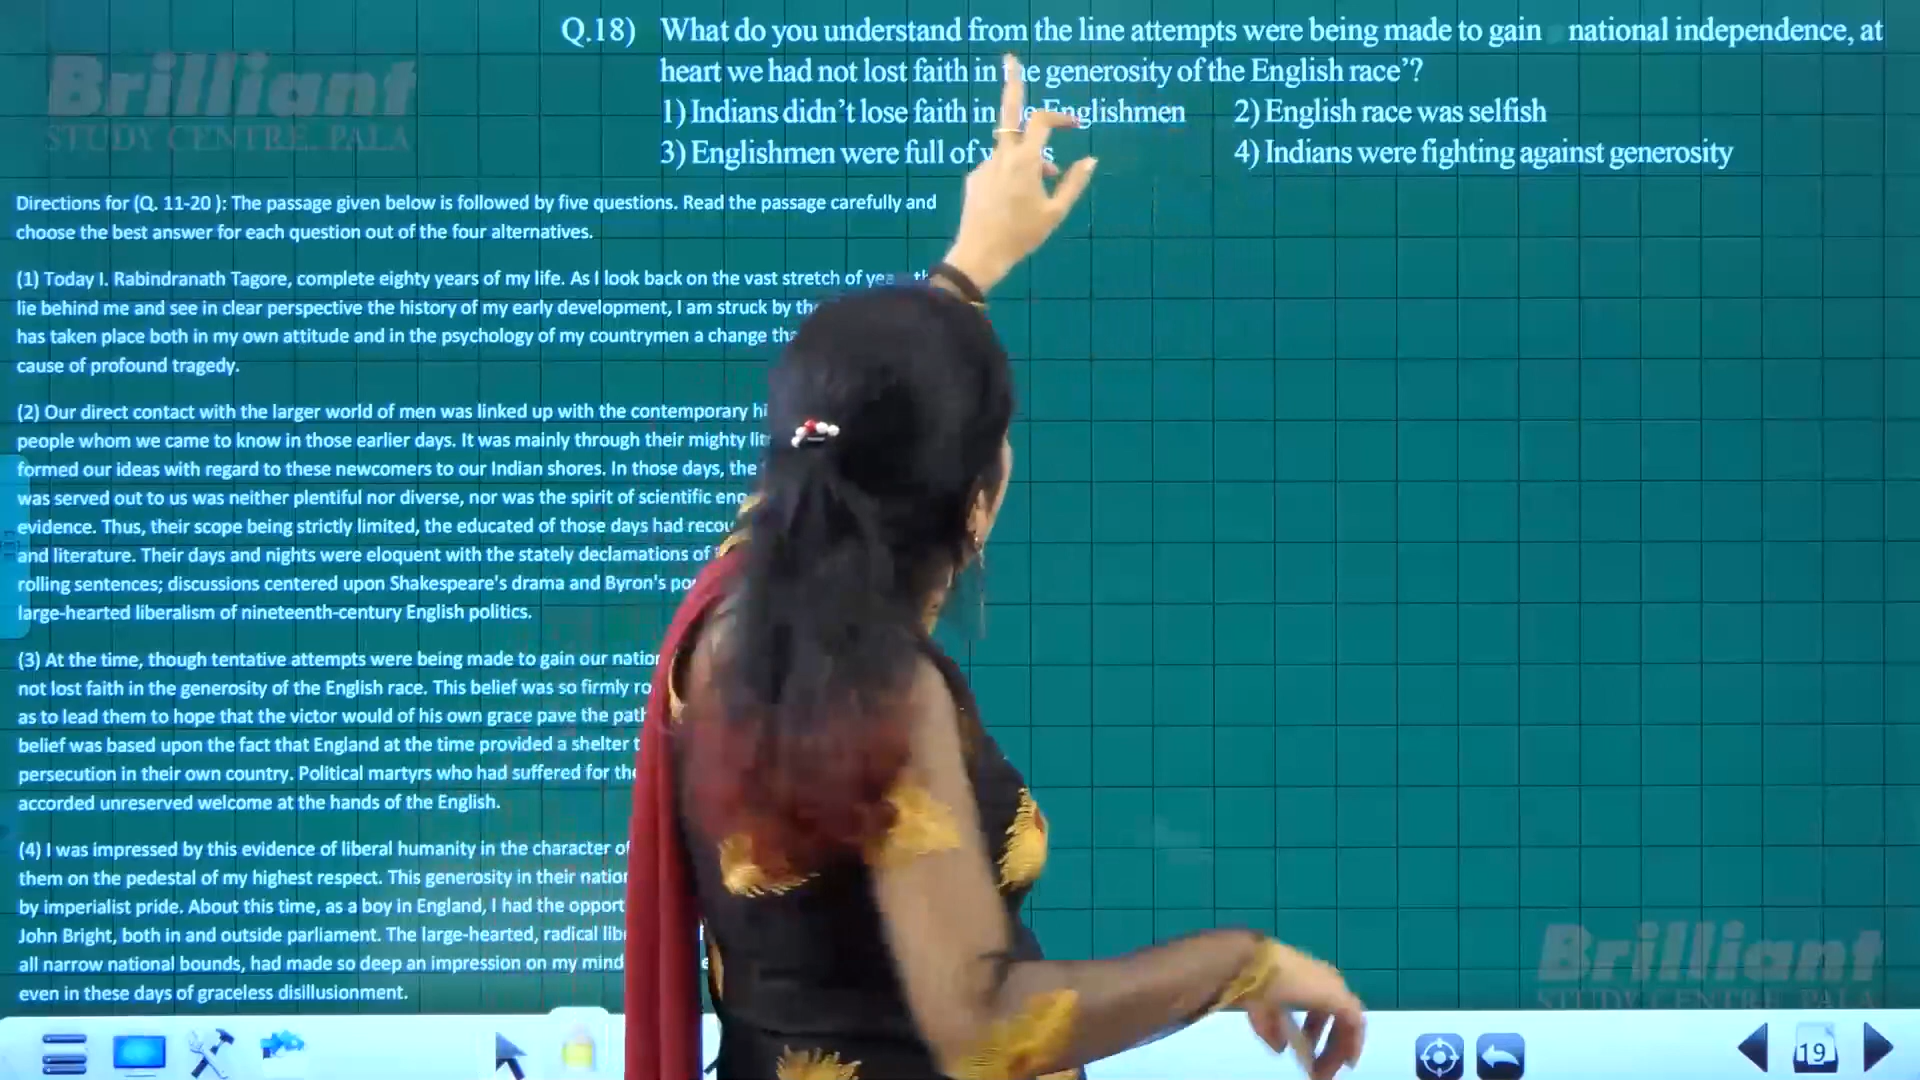 Q.18) What do you understand from the line attempts were being made to gain national independence, at
heart we had not lost faith in the generosity of the English race’?
1) Indians didn’t lose faith in the Englishmen 2) English race was selfish
3) Englishmen were full of 4) Indians were fighting against generosity
Brilliant
STUDY CENTRE, PALA
Directions for (Q. 11-20 ): The passage given below is followed by five questions. Read the passage carefully and
choose the best answer for each question out of the four alternatives.
(1) Today I. Rabindranath Tagore, complete eighty years of my life. As I look back on the vast stretch of
lie behind me and see in clear perspective the history of my early development, I am struck by
has taken place both in my own attitude and in the psychology of my countrymen a change
cause of profound tragedy.
(2) Our direct contact with the larger world of men was linked up with the contemporary
people whom we came to know in those earlier days. It was mainly through their mighty
formed our ideas with regard to these newcomers to our Indian shores. In those days, the
was served out to us was neither plentiful nor diverse, nor was the spirit of scientific
evidence. Thus, their scope being strictly limited, the educated of those days had
and literature. Their days and nights were eloquent with the stately declamations of
rolling sentences; discussions centered upon Shakespeare's drama and Byron's
large-hearted liberalism of nineteenth-century English politics.
(3) At the time, though tentative attempts were being made to gain our
not lost faith in the generosity of the English race. This belief was so firmly
as to lead them to hope that the victor would of his own grace pave the
belief was based upon the fact that England at the time provided a shelter
persecution in their own country. Political martyrs who had suffered for
accorded unreserved welcome at the hands of the English.
(4) I was impressed by this evidence of liberal humanity in the character
them on the pedestal of my highest respect. This generosity in their
by imperialist pride. About this time, as a boy in England, I had the
John Bright, both in and outside parliament. The large-hearted, radical
all narrow national bounds, had made so deep an impression on my mind
even in these days of graceless disillusionment.
Brilliant
STUDY CENTRE, PALA
19